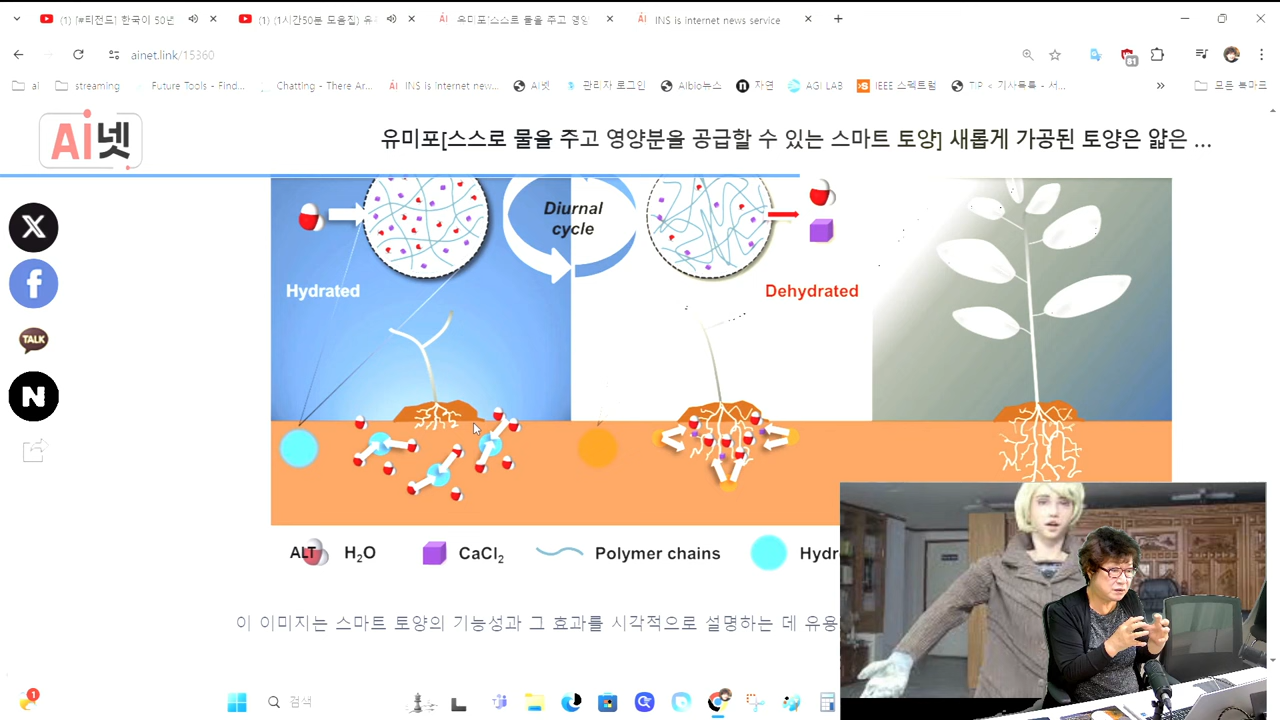 (1) [#티전드] 한국이 50년
(1) (1시간50분 모음집) 유
유미포[스스로 물을 주고 영양
INS is Internet news service
ainet.link/15360
81
ai
streaming
Future Tools - Find...
Chatting - There Ar...
INS is Internet new...
Ai넷
관리자 로그인
Albio뉴스
자연
AGI LAB
IEEE 스펙트럼
TiP < 기사목록 - 서...
모든 북마크
Ai넷
유미포[스스로 물을 주고 영양분을 공급할 수 있는 스마트 토양] 새롭게 가공된 토양은 얇은 ...
X
f
TALK
N
Diurnal
cycle
Hydrated
Dehydrated
ALT
H₂O
CaCl₂
Polymer chains
Hydr
이 이미지는 스마트 토양의 기능성과 그 효과를 시각적으로 설명하는 데 유용
1
검색